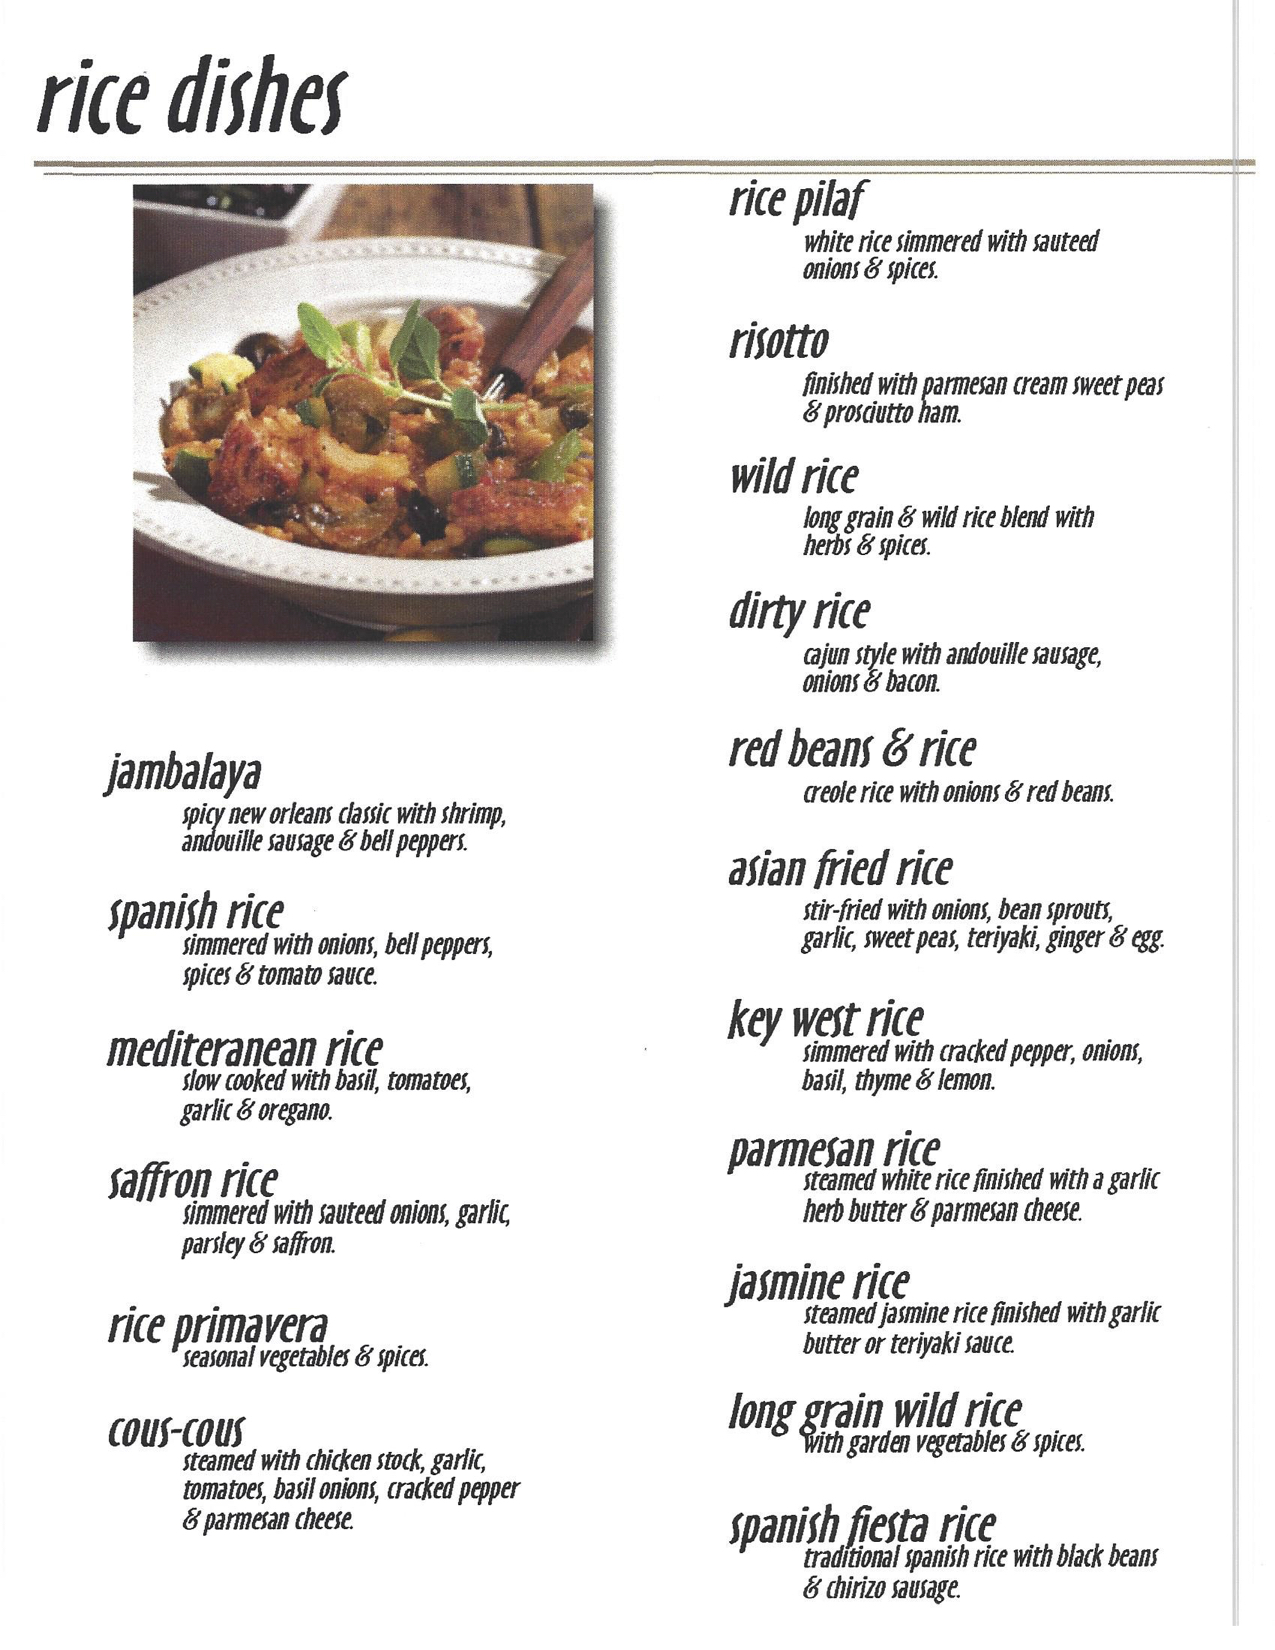 rice dishes
jambalaya
spicy new orleans classic with shrimp,
andouille sausage & bell peppers.
spanish rice
simmered with onions, bell peppers,
spices & tomato sauce.
mediteranean rice
slow cooked with basil, tomatoes,
garlic & oregano.
saffron rice
simmered with sauteed onions, garlic,
parsley & saffron.
rice primavera
seasonal vegetables & spices.
cous-cous
steamed with chicken stock, garlic,
tomatoes, basil onions, cracked pepper
& parmesan cheese.
rice pilaf
white rice simmered with sauteed
onions & spices.
risotto
finished with parmesan cream sweet peas
& prosciutto ham.
wild rice
long grain & wild rice blend with
herbs & spices.
dirty rice
cajun style with andouille sausage,
onions & bacon.
red beans & rice
creole rice with onions & red beans.
asian fried rice
stir-fried with onions, bean sprouts,
garlic, sweet peas, teriyaki, ginger & egg.
key west rice
simmered with cracked pepper, onions,
basil, thyme & lemon.
parmesan rice
steamed white rice finished with a garlic
herb butter & parmesan cheese.
jasmine rice
steamed jasmine rice finished with garlic
butter or teriyaki sauce.
long grain wild rice
with garden vegetables & spices.
spanish fiesta rice
traditional spanish rice with black beans
& chirizo sausage.